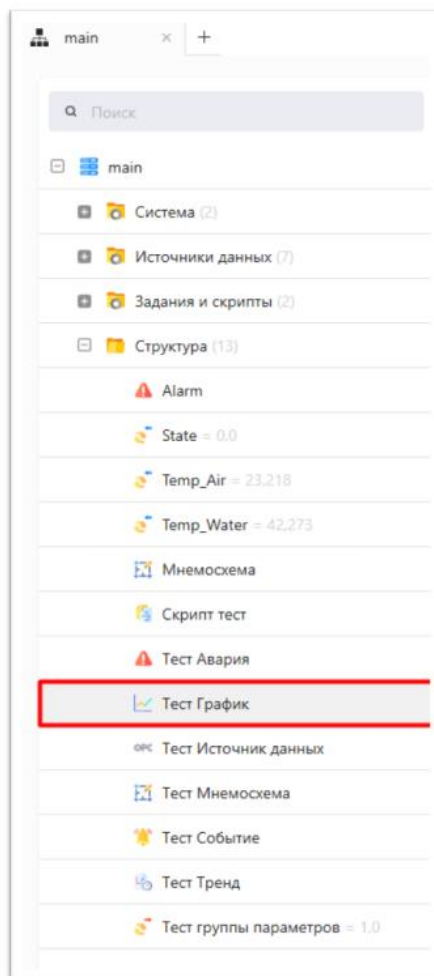 main × +
Поиск
main
Система (2)
Источники данных (7)
Задания и скрипты (2)
Структура (13)
Alarm
State = 0,0
Temp_Air = 23,218
Temp_Water = 42,273
Мнемосхема
Скрипт тест
Тест Авария
Тест График
OPC Тест Источник данных
Тест Мнемосхема
Тест Событие
Тест Тренд
Тест группы параметров = 1,0